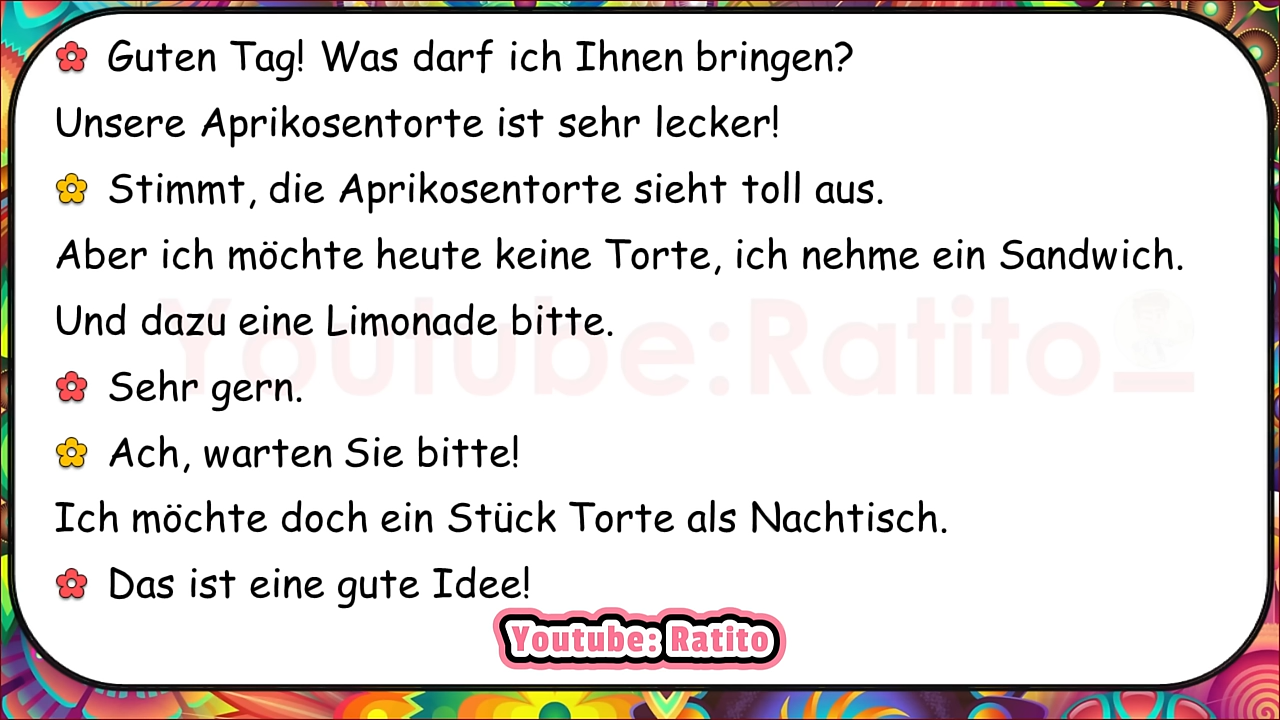 Guten Tag! Was darf ich Ihnen bringen?
Unsere Aprikosentorte ist sehr lecker!
Stimmt, die Aprikosentorte sieht toll aus.
Aber ich möchte heute keine Torte, ich nehme ein Sandwich.
Und dazu eine Limonade bitte.
Youtube:Ratito
Sehr gern.
Ach, warten Sie bitte!
Ich möchte doch ein Stück Torte als Nachtisch.
Das ist eine gute Idee!
Youtube: Ratito